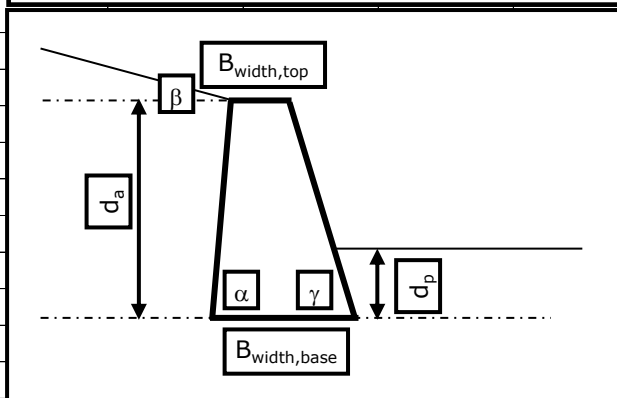 B_width,top
β
d_a
α
γ
d_p
B_width,base